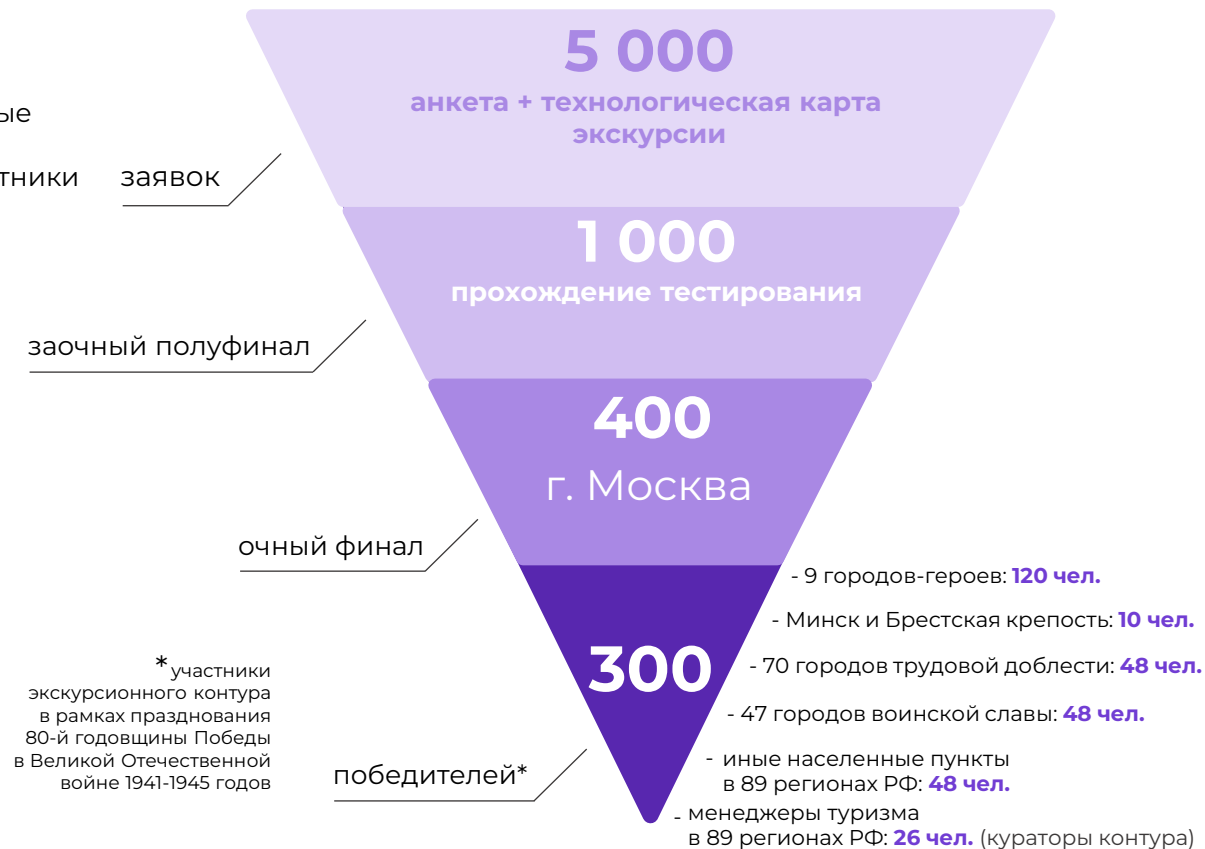 5 000
анкета + технологическая карта
экскурсии
заявок
1 000
прохождение тестирования
заочный полуфинал
400
г. Москва
очный финал
300
победителей*
*участники
экскурсионного контура
в рамках празднования
80-й годовщины Победы
в Великой Отечественной
войне 1941-1945 годов
- 9 городов-героев: 120 чел.
- Минск и Брестская крепость: 10 чел.
- 70 городов трудовой доблести: 48 чел.
- 47 городов воинской славы: 48 чел.
- иные населенные пункты
в 89 регионах РФ: 48 чел.
- менеджеры туризма
в 89 регионах РФ: 26 чел. (кураторы контура)